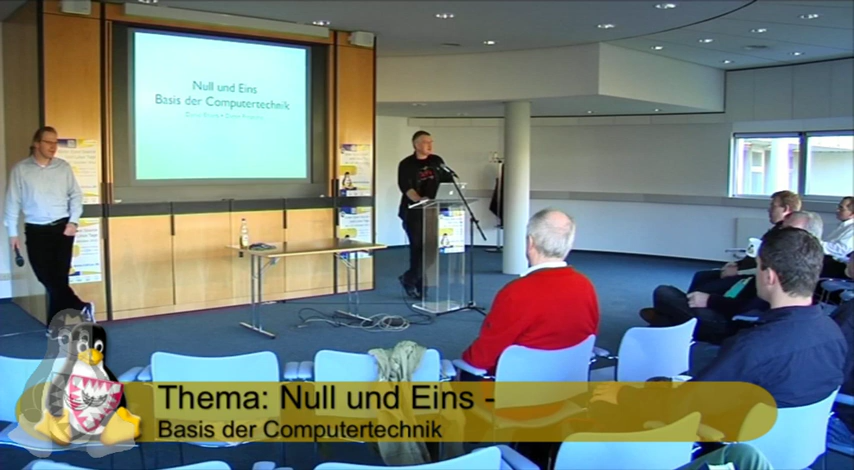 Null und Eins
Basis der Computertechnik
Thema: Null und Eins -
Basis der Computertechnik